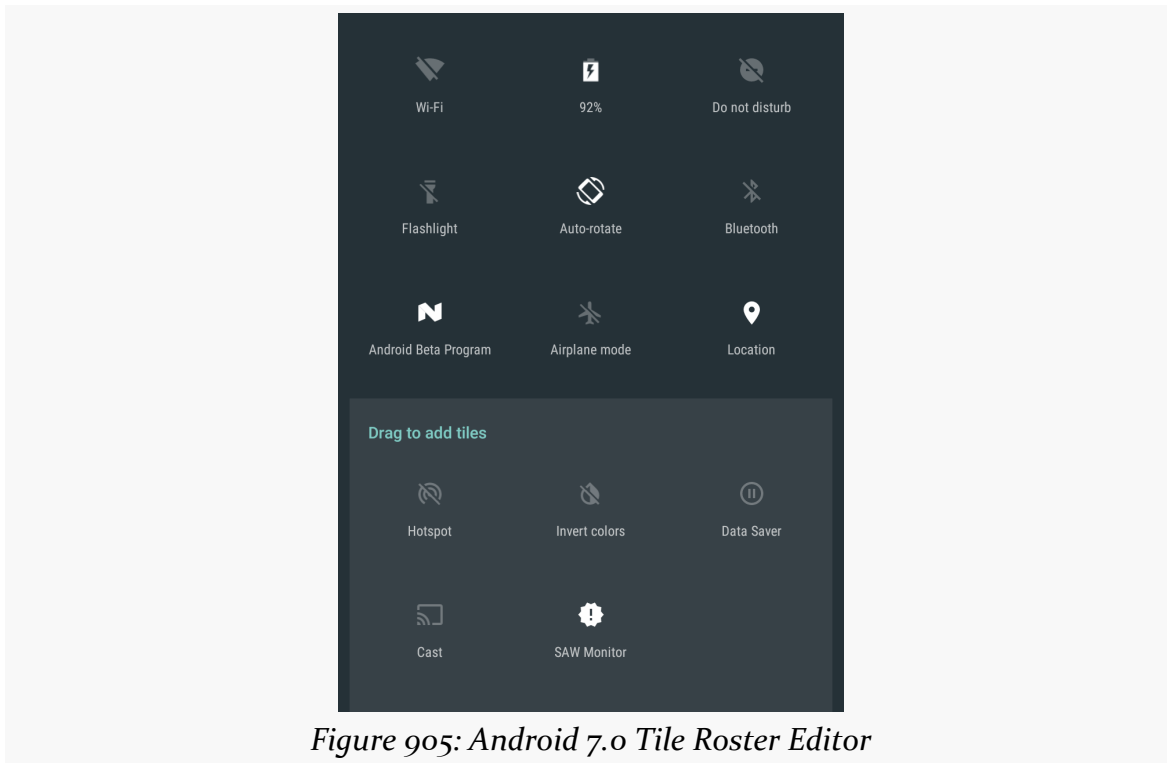 Wi-Fi 92% Do not disturb
Flashlight Auto-rotate Bluetooth
Android Beta Program Airplane mode Location
Drag to add tiles
Hotspot Invert colors Data Saver
Cast SAW Monitor
Figure 905: Android 7.0 Tile Roster Editor